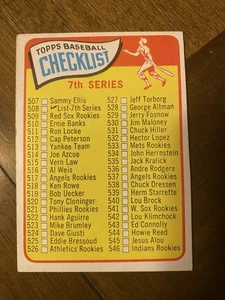 TOPPS BASEBALL
CHECKLIST
7th SERIES
507 Sammy Ellis
508 List-7th Series
509 Red Sox Rookies
510 Ernie Banks
511 Ron Locke
512 Cap Peterson
513 Yankee Team
514 Joe Azcue
515 Vern Law
516 Al Weis
517 Angels Rookies
518 Ken Rowe
519 Bob Uecker
520 Tony Cloninger
521 Phillies Rookies
522 Hank Aguirre
523 Mike Brumley
524 Dave Giusti
525 Eddie Bressoud
526 Athletics Rookies
527 Jeff Torborg
528 George Altman
529 Jerry Fosnow
530 Jim Maloney
531 Chuck Hiller
532 Hector Lopez
533 Mets Rookies
534 John Herrnstein
535 Jack Kralick
536 Andre Rodgers
537 Angels Rookies
538 Chuck Dressen
539 Herm Starrette
540 Lou Brock
541 W. Sox Rookies
542 Lou Klimchock
543 Ed Connolly
544 Howie Reed
545 Jesus Alou
546 Indians Rookies